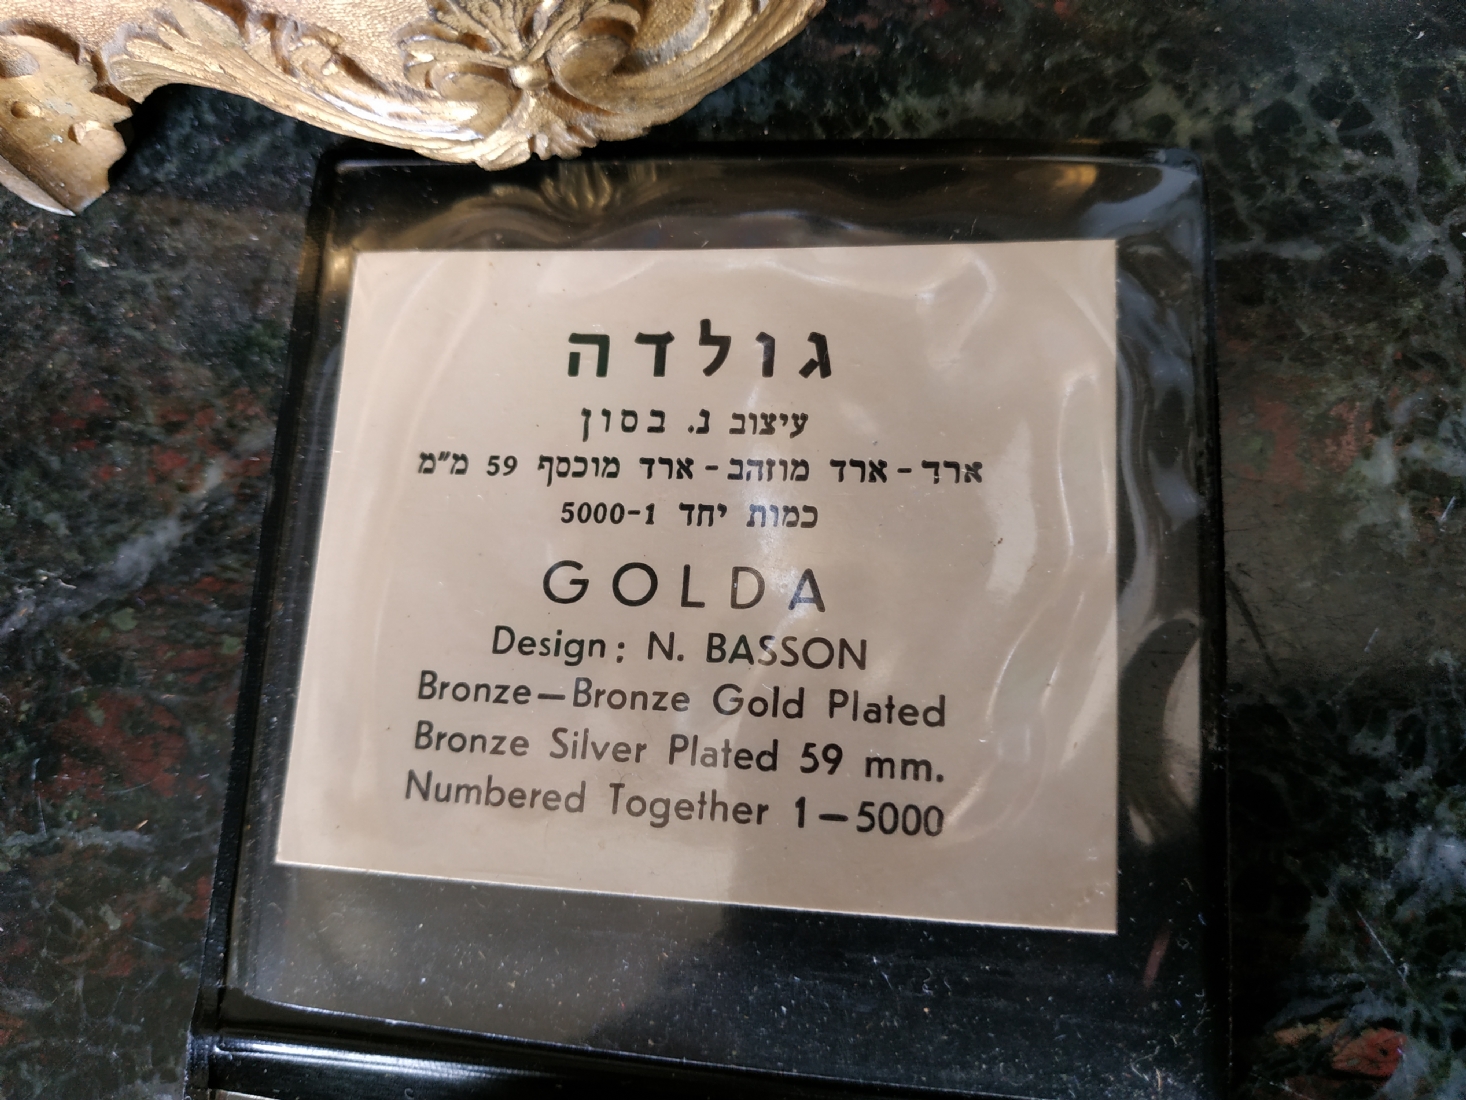 גולדה
עיצוב נ. בסון
ארד - ארד מוזהב - ארד מוכסף 59 מ"מ
כמות יחד 5000-1
GOLDA
Design: N. BASSON
Bronze—Bronze Gold Plated
Bronze Silver Plated 59 mm.
Numbered Together 1—5000